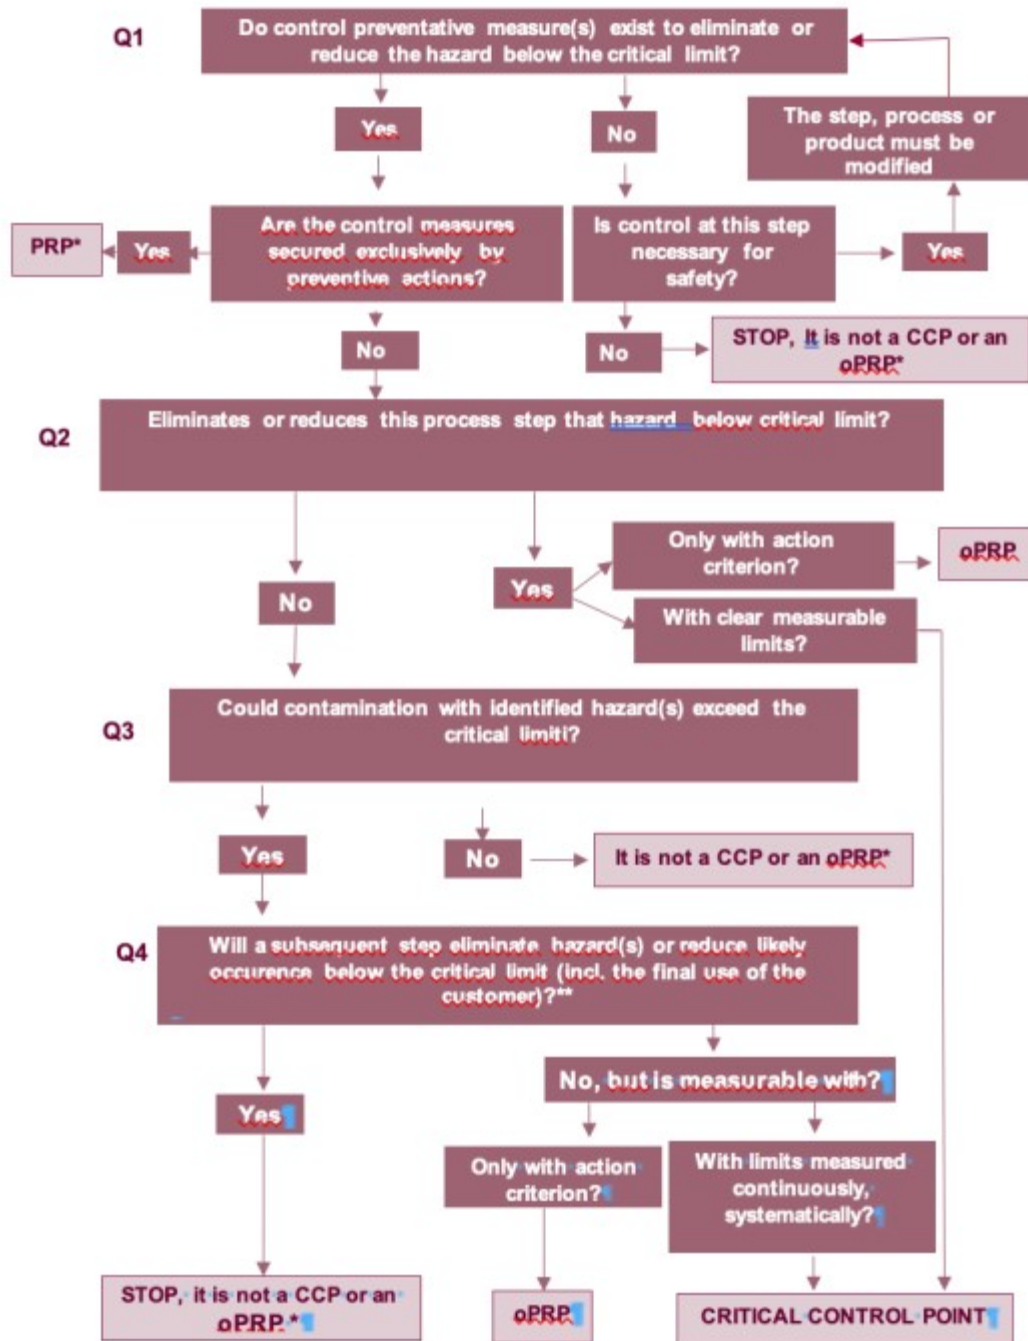 Q1
Do control preventative measure(s) exist to eliminate or
reduce the hazard below the critical limit?
Yes
No
The step, process or
product must be
modified
PRP*
Yes
Are the control measures
secured exclusively by
preventive actions?
Is control at this step
necessary for
safety?
Yes
No
No
STOP, It is not a CCP or an
oPRP*
Q2
Eliminates or reduces this process step that hazard below critical limit?
No
Yes
Only with action
criterion?
oPRP
With clear measurable
limits?
Q3
Could contamination with identified hazard(s) exceed the
critical limiti?
Yes
No
It is not a CCP or an oPRP*
Q4
Will a subsequent step eliminate hazard(s) or reduce likely
occurence below the critical limit (incl. the final use of the
customer)?**
Yes¶
No, but is measurable with?¶
Only with action
criterion?¶
With limits measured
continuously,
systematically?¶
STOP, it is not a CCP or an
oPRP *¶
oPRP¶
CRITICAL CONTROL POINT¶